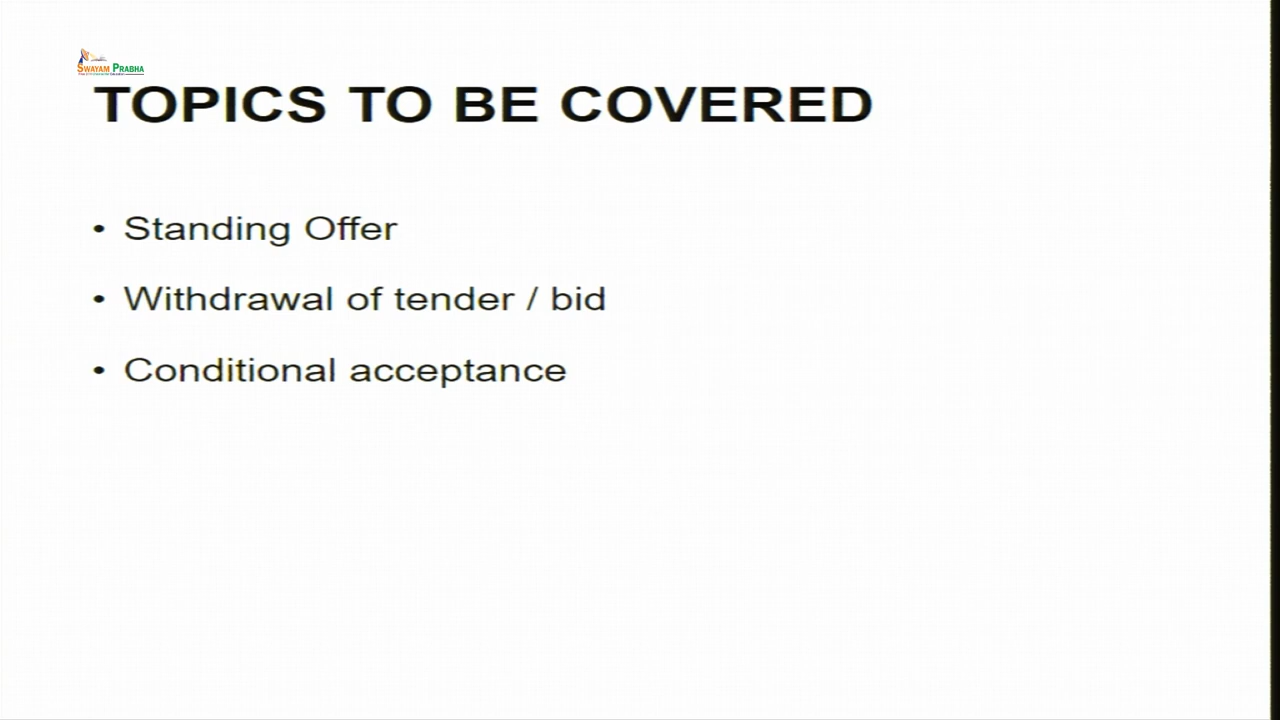 SWAYAM PRABHA
TOPICS TO BE COVERED
• Standing Offer
• Withdrawal of tender / bid
• Conditional acceptance